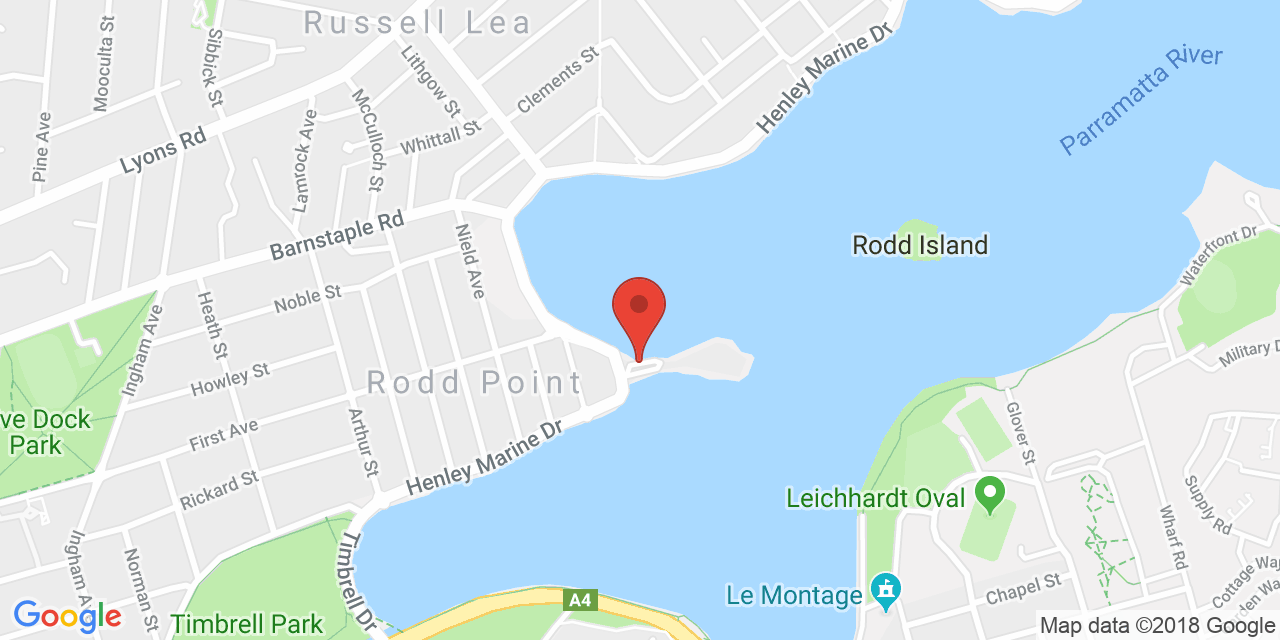 Russell Lea
Mooculta St
Sibbick St
Lithgow St
Clements St
Henley Marine Dr
Parramatta River
Pine Ave
Lyons Rd
Lamrock Ave
McCulloch St
Whittall St
Barnstaple Rd
Nield Ave
Rodd Island
Waterfront Dr
Noble St
Ingham Ave
Heath St
Howley St
Rodd Point
Military D
ve Dock
Park
First Ave
Arthur St
Henley Marine Dr
Glover St
Rickard St
Leichhardt Oval
Supply Rd
Wharf Rd
Ingham A
Norman St
Timbrell Dr
Timbrell Park
A4
Le Montage
Chapel St
Cottage Wa
den Wa
Google
Map data ©2018 Google